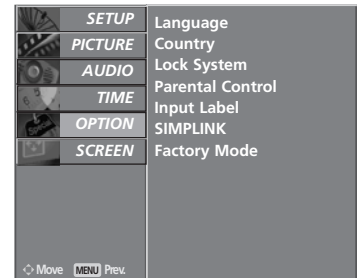 SETUP
PICTURE
AUDIO
TIME
OPTION
SCREEN
Language
Country
Lock System
Parental Control
Input Label
SIMPLINK
Factory Mode
Move MENU Prev.